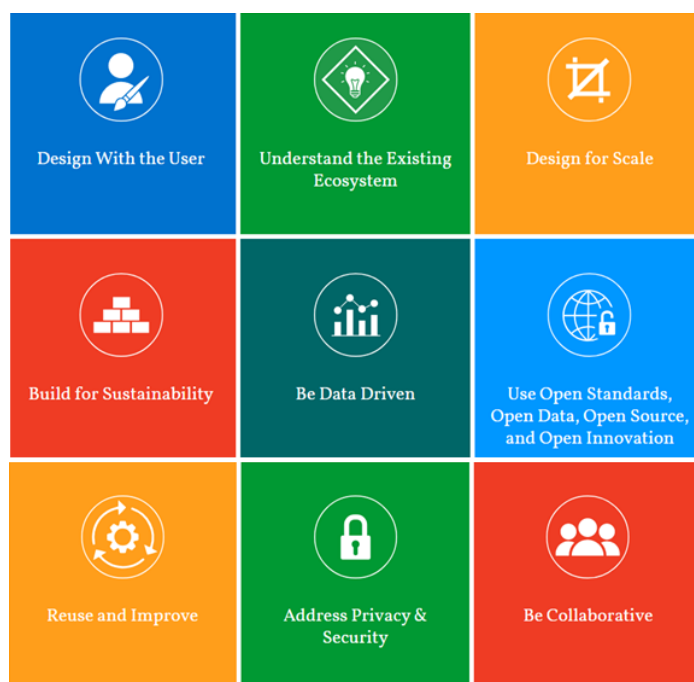 Design With the User
Understand the Existing
Ecosystem
Design for Scale
Build for Sustainability
Be Data Driven
Use Open Standards,
Open Data, Open Source,
and Open Innovation
Reuse and Improve
Address Privacy &
Security
Be Collaborative